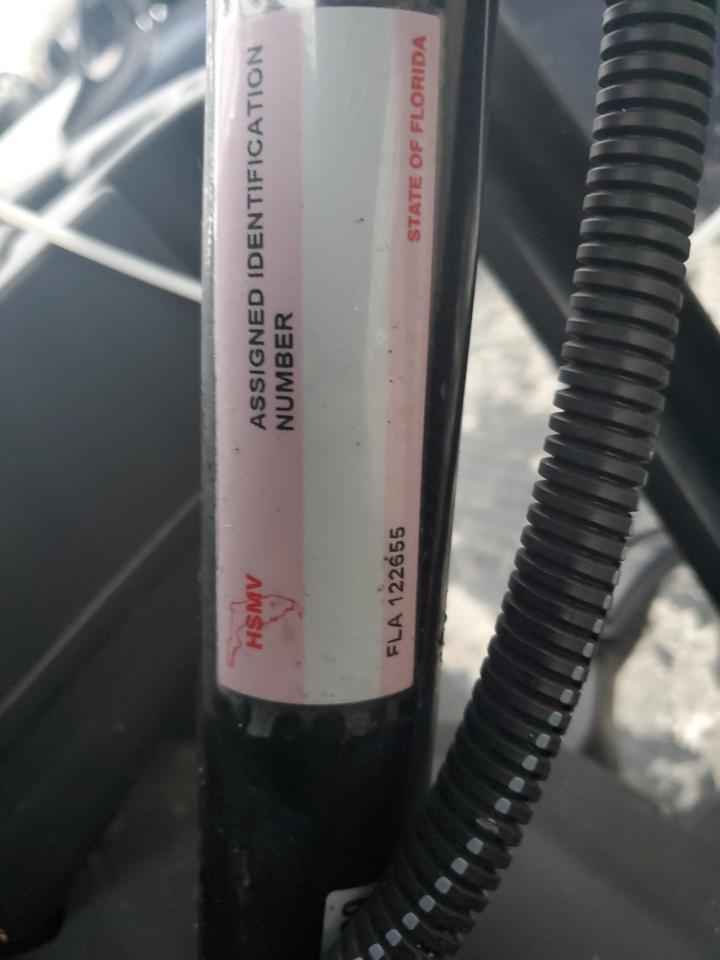 ASSIGNED IDENTIFICATION
NUMBER
HSMV
FLA 122655
STATE OF FLORIDA